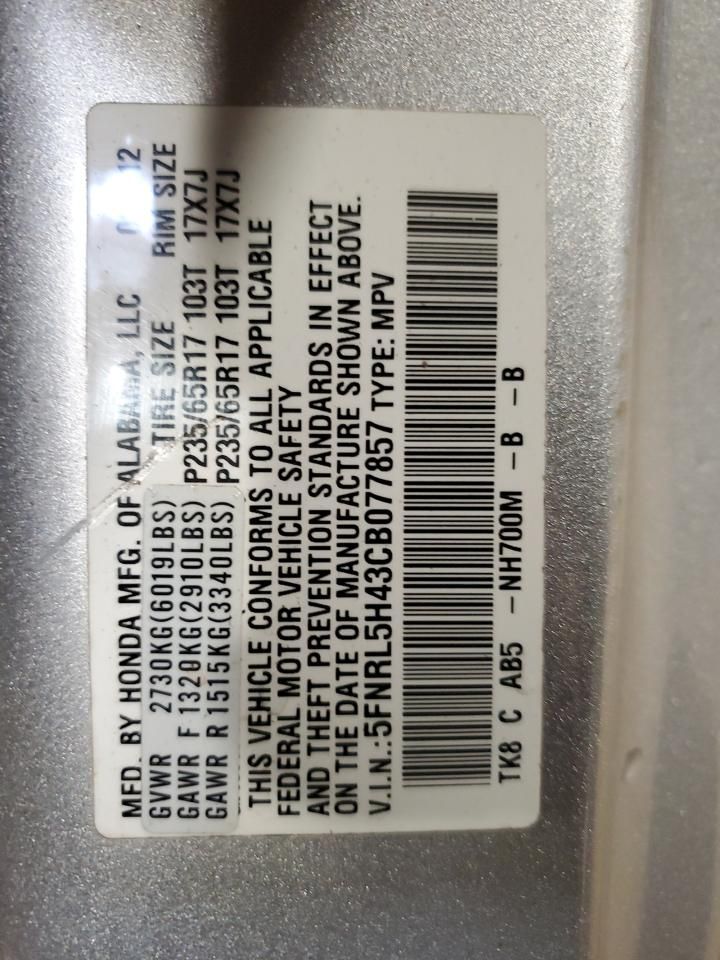 MFD. BY HONDA MFG. OF ALABAMA, LLC 12
GVWR 2730KG(6019LBS) TIRE SIZE RIM SIZE
GAWR F 1320KG(2910LBS) P235/65R17 103T 17X7J
GAWR R 1515KG(3340LBS) P235/65R17 103T 17X7J
THIS VEHICLE CONFORMS TO ALL APPLICABLE
FEDERAL MOTOR VEHICLE SAFETY
AND THEFT PREVENTION STANDARDS IN EFFECT
ON THE DATE OF MANUFACTURE SHOWN ABOVE.
V.I.N.:5FNRL5H43CB077857 TYPE: MPV
TK8 C AB5 -NH700M -B -B